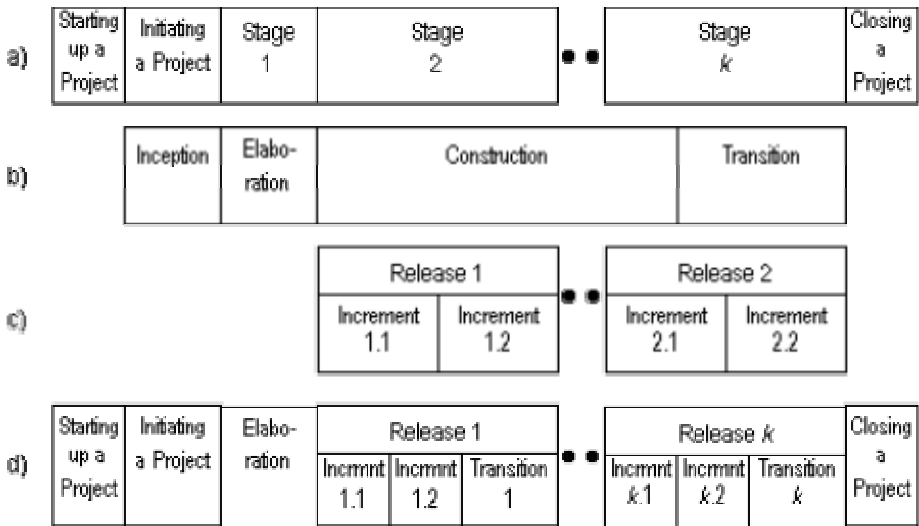 a)
Starting
up a
Project
Initiating
a Project
Stage
1
Stage
2
Stage
k
Closing
a
Project
b)
Inception
Elabo-
ration
Construction
Transition
c)
Release 1
Increment
1.1
Increment
1.2
Release 2
Increment
2.1
Increment
2.2
d)
Starting
up a
Project
Initiating
a Project
Elabo-
ration
Release 1
Incrmnt
1.1
Incrmnt
1.2
Transition
1
Release k
Incrmnt
k.1
Incrmnt
k.2
Transition
k
Closing
a
Project